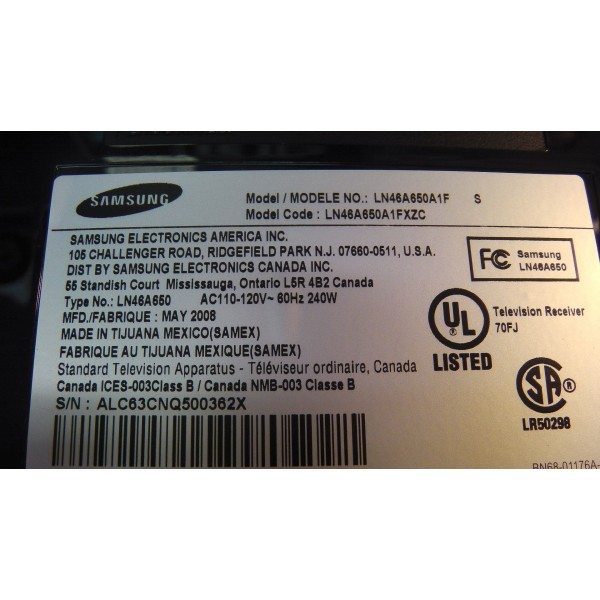 SAMSUNG
Model / MODELE NO.: LN46A650A1F S
Model Code : LN46A650A1FXZC
SAMSUNG ELECTRONICS AMERICA INC.
105 CHALLENGER ROAD, RIDGEFIELD PARK N.J. 07660-0511, U.S.A.
DIST BY SAMSUNG ELECTRONICS CANADA INC.
55 Standish Court Mississauga, Ontario L5R 4B2 Canada
Type No.: LN46A650 AC110-120V~ 60Hz 240W
MFD./FABRIQUE : MAY 2008
MADE IN TIJUANA MEXICO(SAMEX)
FABRIQUE AU TIJUANA MEXIQUE(SAMEX)
Standard Television Apparatus - Téléviseur ordinaire, Canada
Canada ICES-003Class B / Canada NMB-003 Classe B
S/N : ALC63CNQ500362X
FC Samsung
LN46A650
UL ®
LISTED
Television Receiver
70FJ
SA ®
LR50298
BN68-01176A-